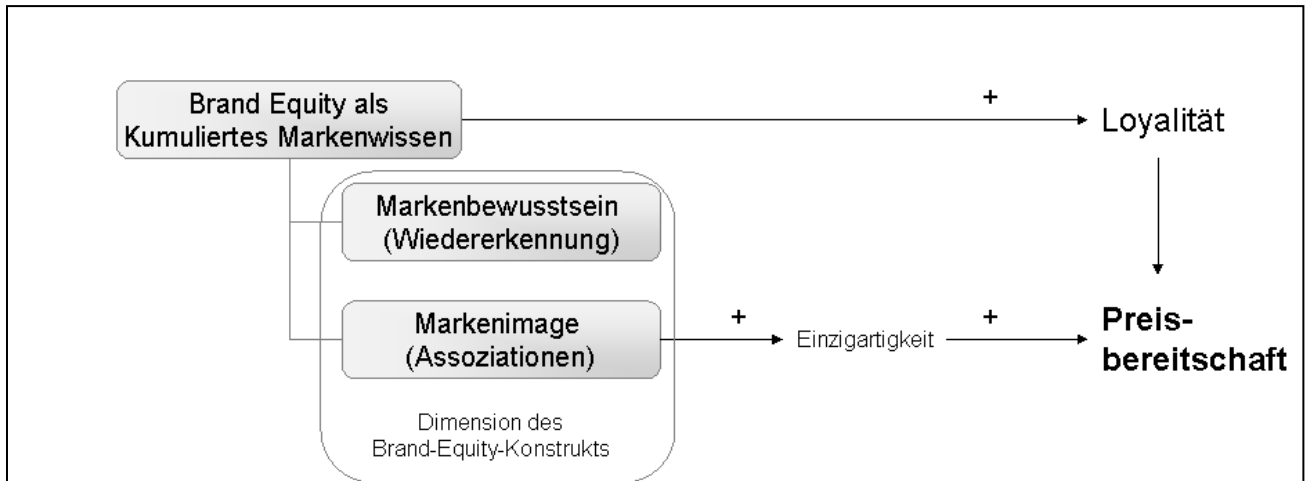 Brand Equity als
Kumuliertes Markenwissen
+
Loyalität
Markenbewusstsein
(Wiedererkennung)
Markenimage
(Assoziationen)
+
Einzigartigkeit
+
Preis-
bereitschaft
Dimension des
Brand-Equity-Konstrukts